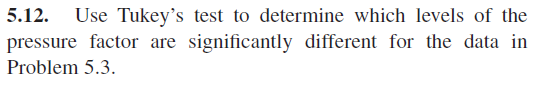 5.12. Use Tukey’s test to determine which levels of the
pressure factor are significantly different for the data in
Problem 5.3.